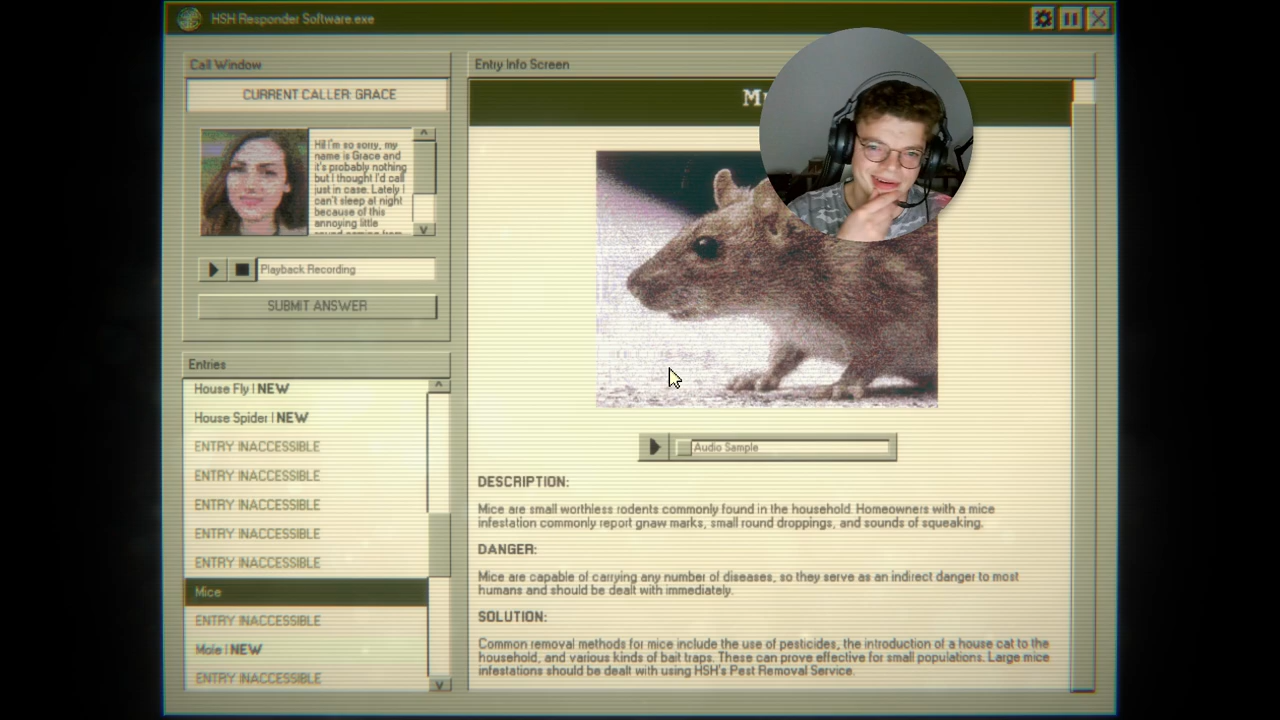 HSH Responder Software.exe
Call Window
CURRENT CALLER: GRACE
Hi! I'm so sorry, my
name is Grace and
it's probably nothing
but I thought I'd call
just in case. Lately I
can't sleep at night
because of this
annoying little
sound coming from
Playback Recording
SUBMIT ANSWER
Entries
House Fly | NEW
House Spider | NEW
ENTRY INACCESSIBLE
ENTRY INACCESSIBLE
ENTRY INACCESSIBLE
ENTRY INACCESSIBLE
ENTRY INACCESSIBLE
Mice
ENTRY INACCESSIBLE
Mole | NEW
ENTRY INACCESSIBLE
Entry Info Screen
Audio Sample
DESCRIPTION:
Mice are small worthless rodents commonly found in the household. Homeowners with a mice
infestation commonly report gnaw marks, small round droppings, and sounds of squeaking.
DANGER:
Mice are capable of carrying any number of diseases, so they serve as an indirect danger to most
humans and should be dealt with immediately.
SOLUTION:
Common removal methods for mice include the use of pesticides, the introduction of a house cat to the
household, and various kinds of bait traps. These can prove effective for small populations. Large mice
infestations should be dealt with using HSH's Pest Removal Service.